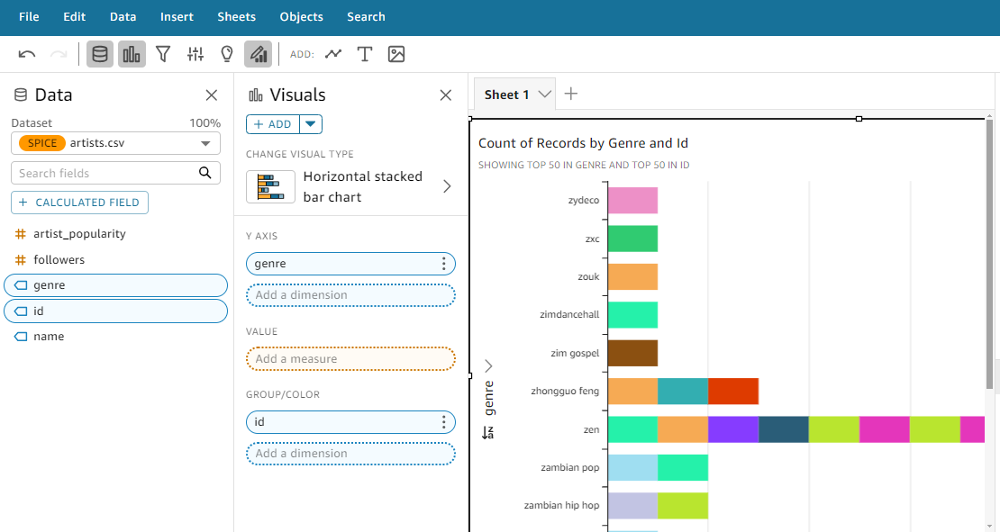 File Edit Data Insert Sheets Objects Search
ADD: T
Data
Dataset 100%
SPICE artists.csv
Search fields
+ CALCULATED FIELD
# artist_popularity
# followers
genre
id
name
Visuals
+ ADD
CHANGE VISUAL TYPE
Horizontal stacked
bar chart
Y AXIS
genre
Add a dimension
VALUE
Add a measure
GROUP/COLOR
id
Add a dimension
Sheet 1
Count of Records by Genre and Id
SHOWING TOP 50 IN GENRE AND TOP 50 IN ID
genre
zydeco
zxc
zouk
zimdancehall
zim gospel
zhongguo feng
zen
zambian pop
zambian hip hop